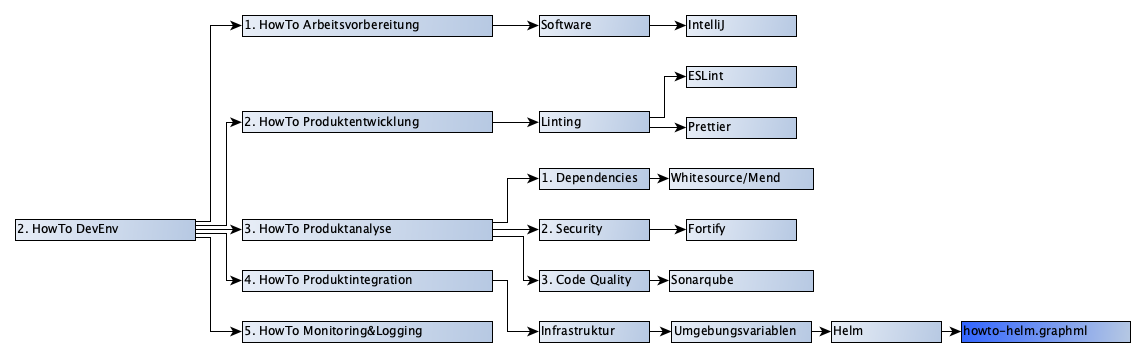 1. HowTo Arbeitsvorbereitung
Software
IntelliJ
ESLint
2. HowTo Produktentwicklung
Linting
Prettier
1. Dependencies
Whitesource/Mend
2. HowTo DevEnv
3. HowTo Produktanalyse
2. Security
Fortify
4. HowTo Produktintegration
3. Code Quality
Sonarqube
5. HowTo Monitoring&Logging
Infrastruktur
Umgebungsvariablen
Helm
howto-helm.graphml